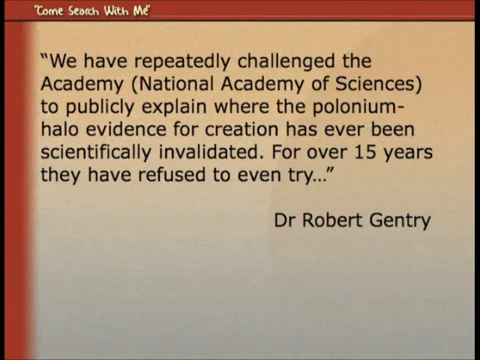 "Come Search With Me"
“We have repeatedly challenged the
Academy (National Academy of Sciences)
to publicly explain where the polonium-
halo evidence for creation has ever been
scientifically invalidated. For over 15 years
they have refused to even try…”
Dr Robert Gentry